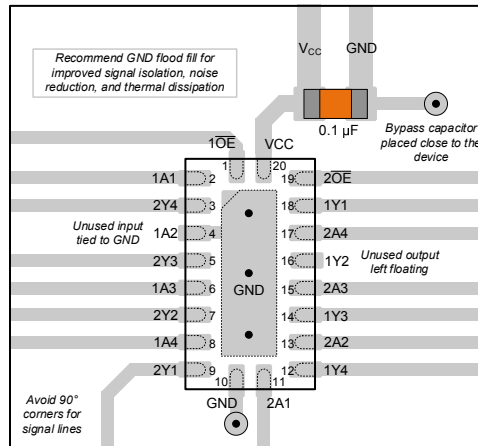 Recommend GND flood fill for
improved signal isolation, noise
reduction, and thermal dissipation
VCC GND
0.1 µF
Bypass capacitor
placed close to the
device
1OE VCC
1 20
1A1 2 19 2OE
2Y4 3 18 1Y1
Unused input
tied to GND
1A2 4 17 2A4
2Y3 5 16 1Y2
Unused output
left floating
1A3 6 GND 15 2A3
2Y2 7 14 1Y3
1A4 8 13 2A2
2Y1 9 12 1Y4
10 11
GND 2A1
Avoid 90°
corners for
signal lines